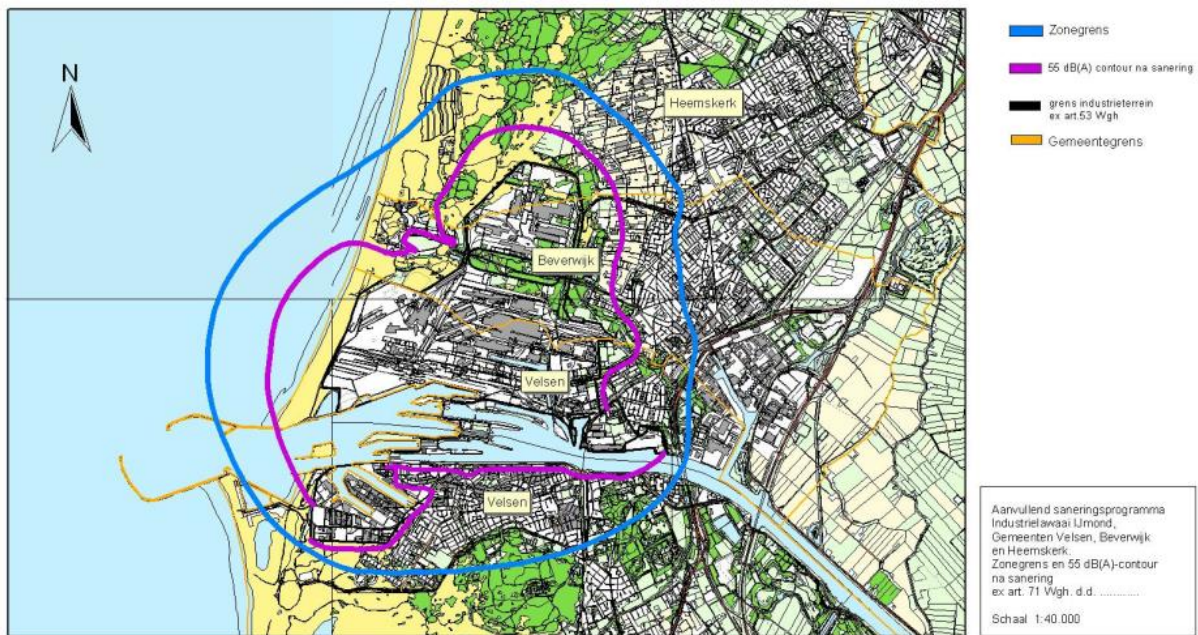 N
Heemskerk
Beverwijk
Velsen
Velsen
Zonegrens
55 dB(A) contour na sanering
grens industrieterrein
ex art.53 Wgh
Gemeentegrens
Aanvullend saneringsprogramma
Industrielawaai IJmond,
Gemeenten Velsen, Beverwijk
en Heemskerk.
Zonegrens en 55 dB(A)-contour
na sanering
ex art. 71 Wgh. d.d. ............
Schaal 1:40.000